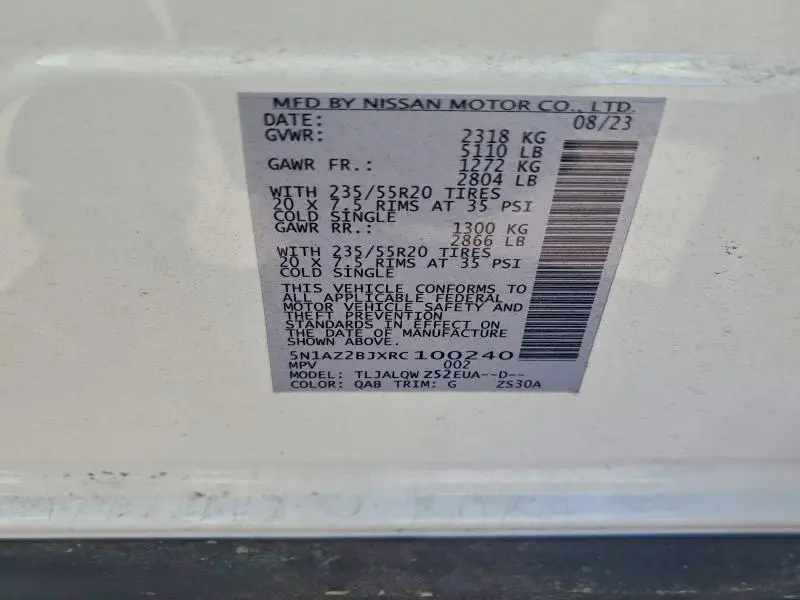 MFD BY NISSAN MOTOR CO., LTD.
DATE: 08/23
GVWR: 2318 KG
5110 LB
GAWR FR.: 1272 KG
2804 LB
WITH 235/55R20 TIRES
20 X 7.5 RIMS AT 35 PSI
COLD SINGLE
GAWR RR.: 1300 KG
2866 LB
WITH 235/55R20 TIRES
20 X 7.5 RIMS AT 35 PSI
COLD SINGLE
THIS VEHICLE CONFORMS TO
ALL APPLICABLE FEDERAL
MOTOR VEHICLE SAFETY AND
THEFT PREVENTION
STANDARDS IN EFFECT ON
THE DATE OF MANUFACTURE
SHOWN ABOVE.
5N1AZ2BJXRC100240
MPV 002
MODEL: TLJALQWZ52EUA--D--
COLOR: QAB TRIM: G ZS30A